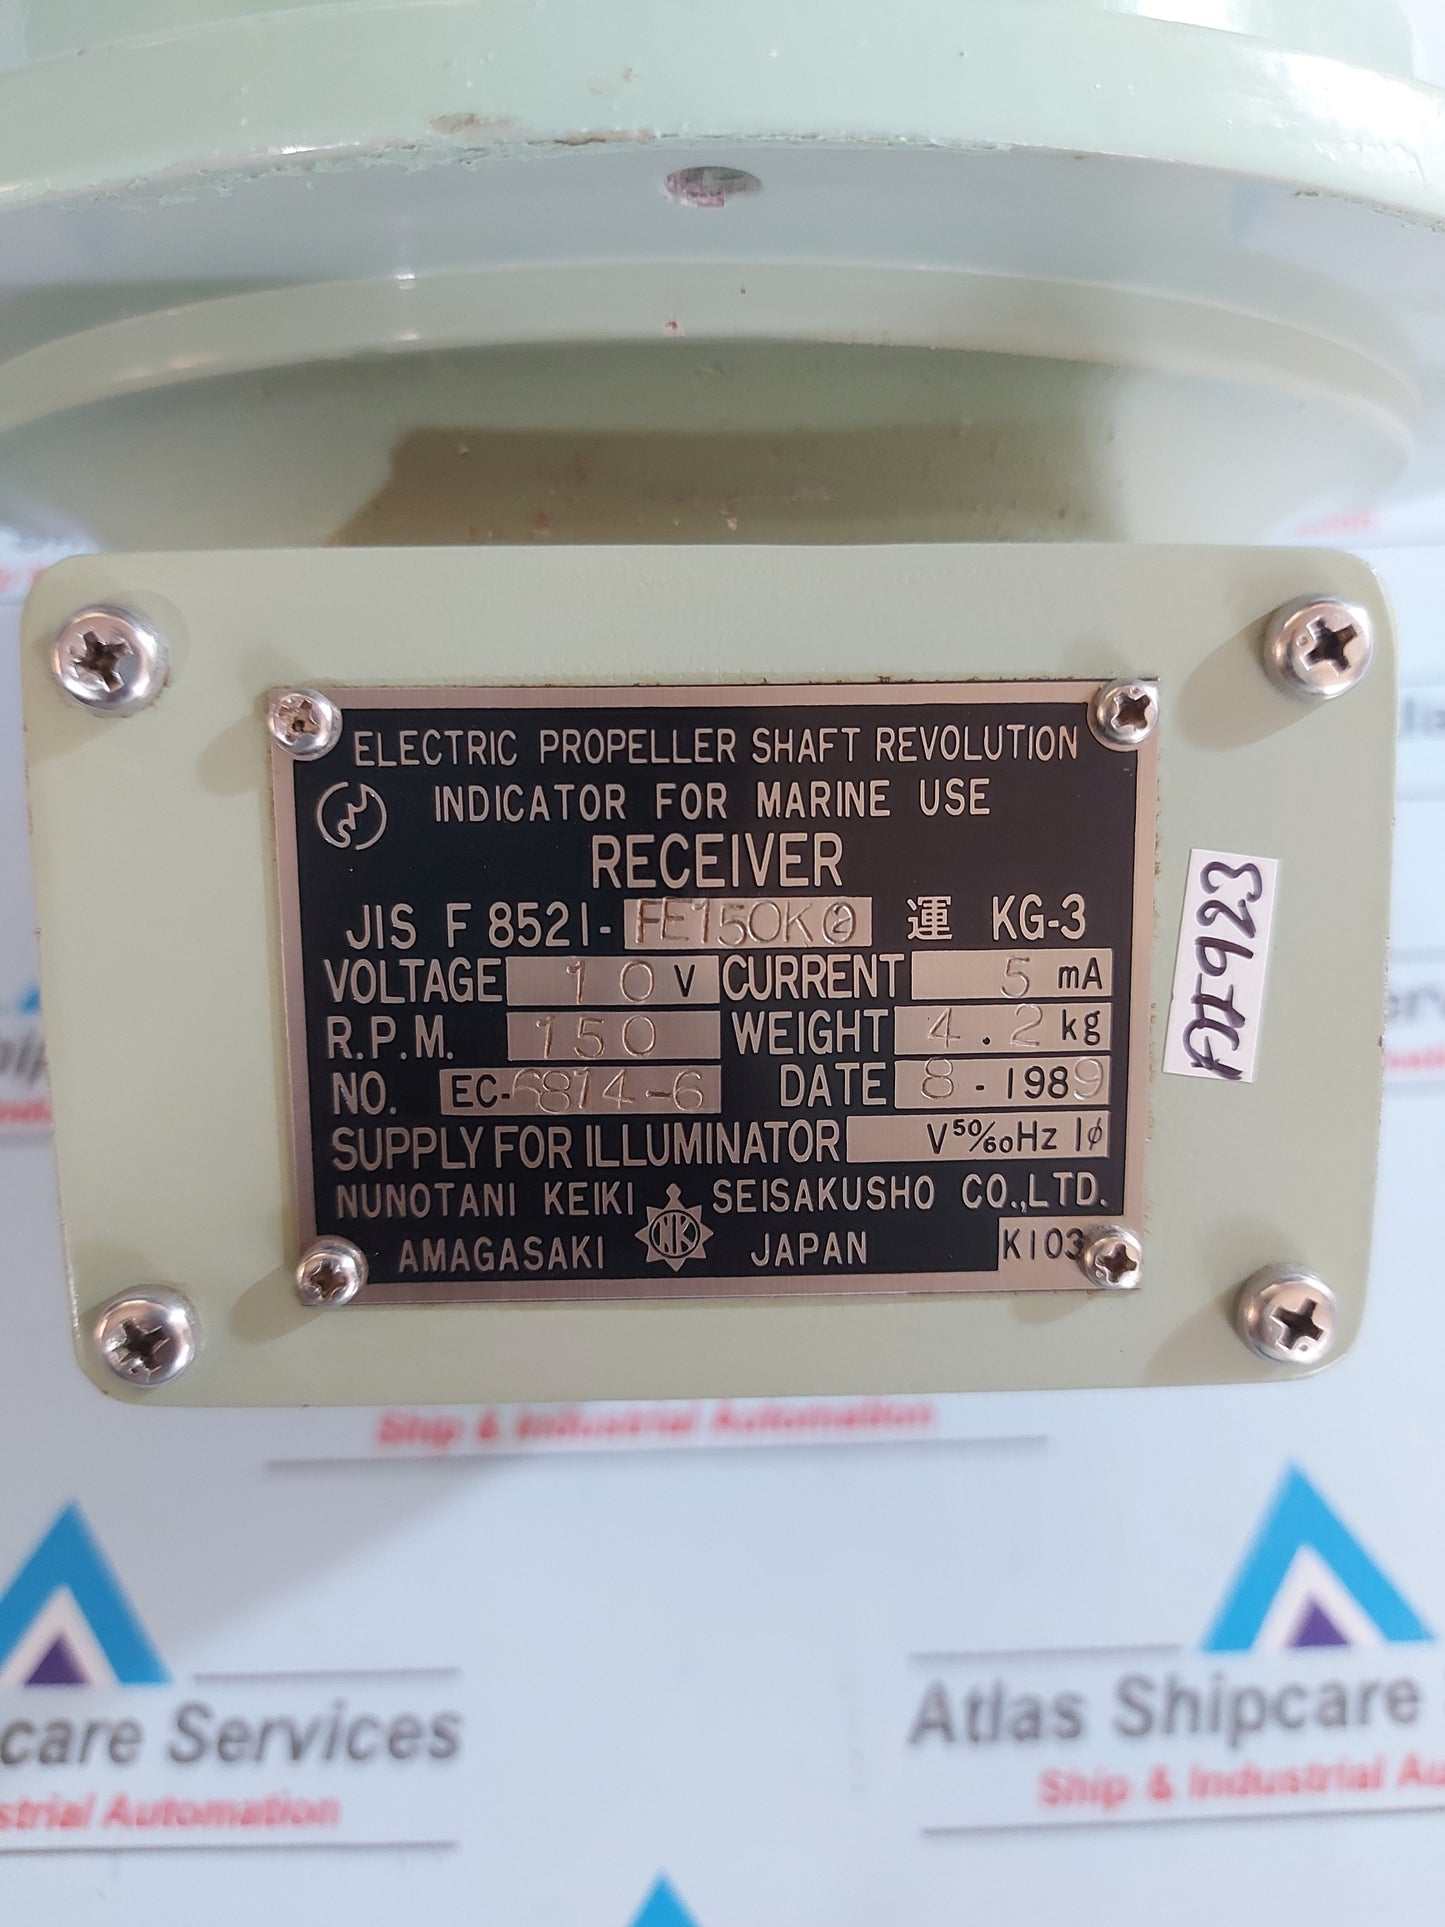 ELECTRIC PROPELLER SHAFT REVOLUTION
INDICATOR FOR MARINE USE
RECEIVER
JIS F 8521-FE150K② 運 KG-3
VOLTAGE 10 V CURRENT 5 mA
R.P.M. 150 WEIGHT 4.2 kg
NO. EC-6814-6 DATE 8-1989
SUPPLY FOR ILLUMINATOR V 50/60Hz 1φ
NUNOTANI KEIKI NK SEISAKUSHO CO.,LTD.
AMAGASAKI JAPAN K103
Ship & Industrial Automation
care Services
strial Automation
Atlas Shipcare
Ship & Industrial Au